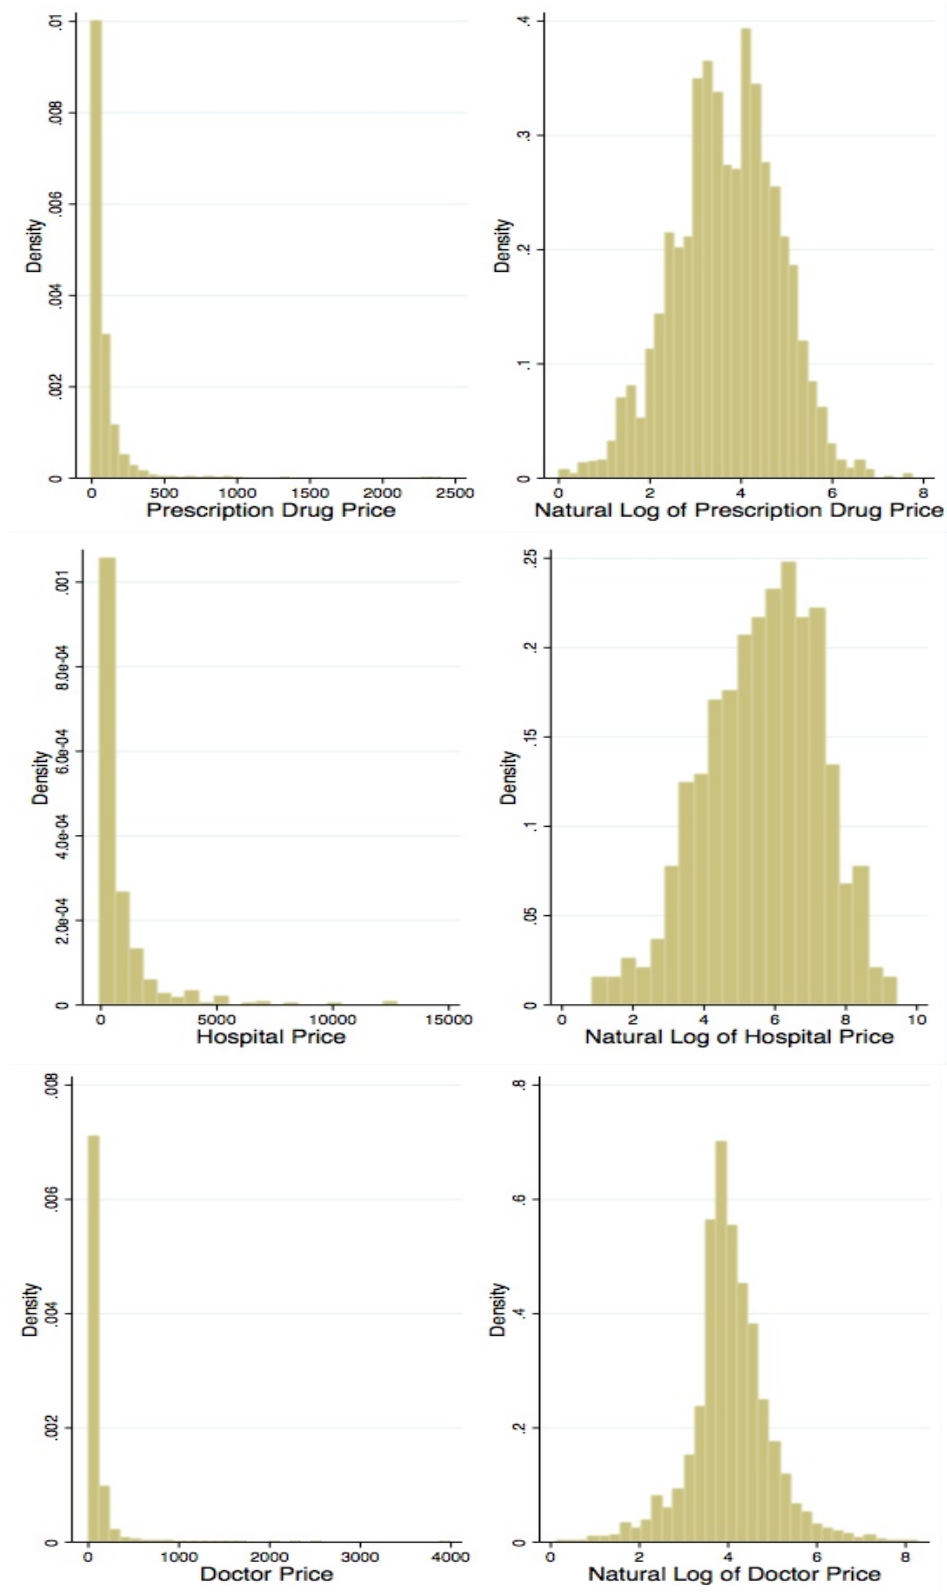 Density
.01
.008
.006
.004
.002
0
0 500 1000 1500 2000 2500
Prescription Drug Price
Density
.4
.3
.2
.1
0
0 2 4 6 8
Natural Log of Prescription Drug Price
Density
.001
8.0e-04
6.0e-04
4.0e-04
2.0e-04
0
0 5000 10000 15000
Hospital Price
Density
.25
.2
.15
.1
.05
0
0 2 4 6 8 10
Natural Log of Hospital Price
Density
.008
.006
.004
.002
0
0 1000 2000 3000 4000
Doctor Price
Density
.8
.6
.4
.2
0
0 2 4 6 8
Natural Log of Doctor Price